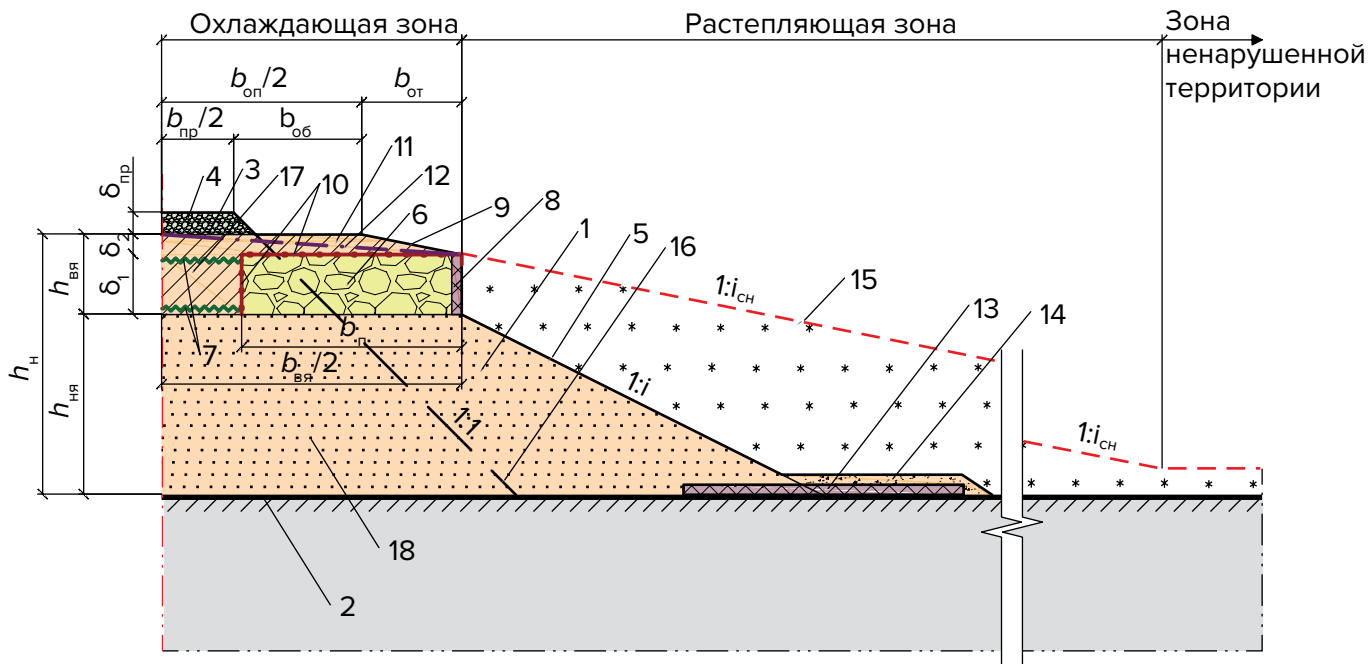 Охлаждающая зона
Растепляющая зона
Зона
ненарушенной
территории
bоп/2
bот
bпр/2
bоб
δпр
4
3
17
10
11
12
6
9
8
1
5
16
δ2
δ1
hвя
hн
hня
7
bп
bвя/2
1:iсн
15
13
14
1:i
1:1
1:iсн
18
2